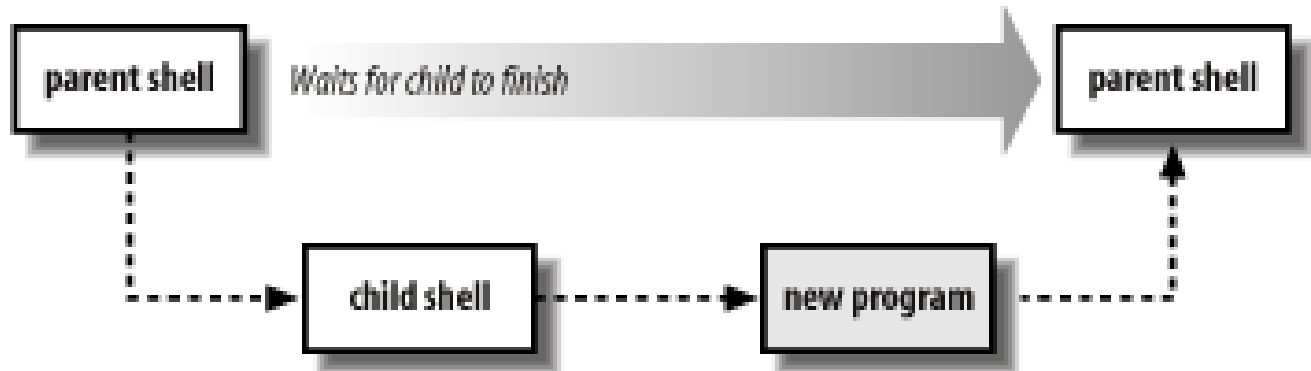 parent shell
Waits for child to finish
parent shell
child shell
new program